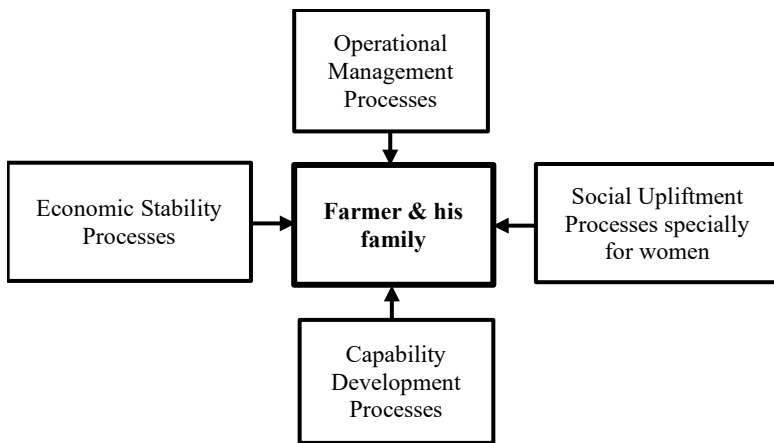 Operational
Management
Processes
Economic Stability
Processes
Farmer & his
family
Social Upliftment
Processes specially
for women
Capability
Development
Processes